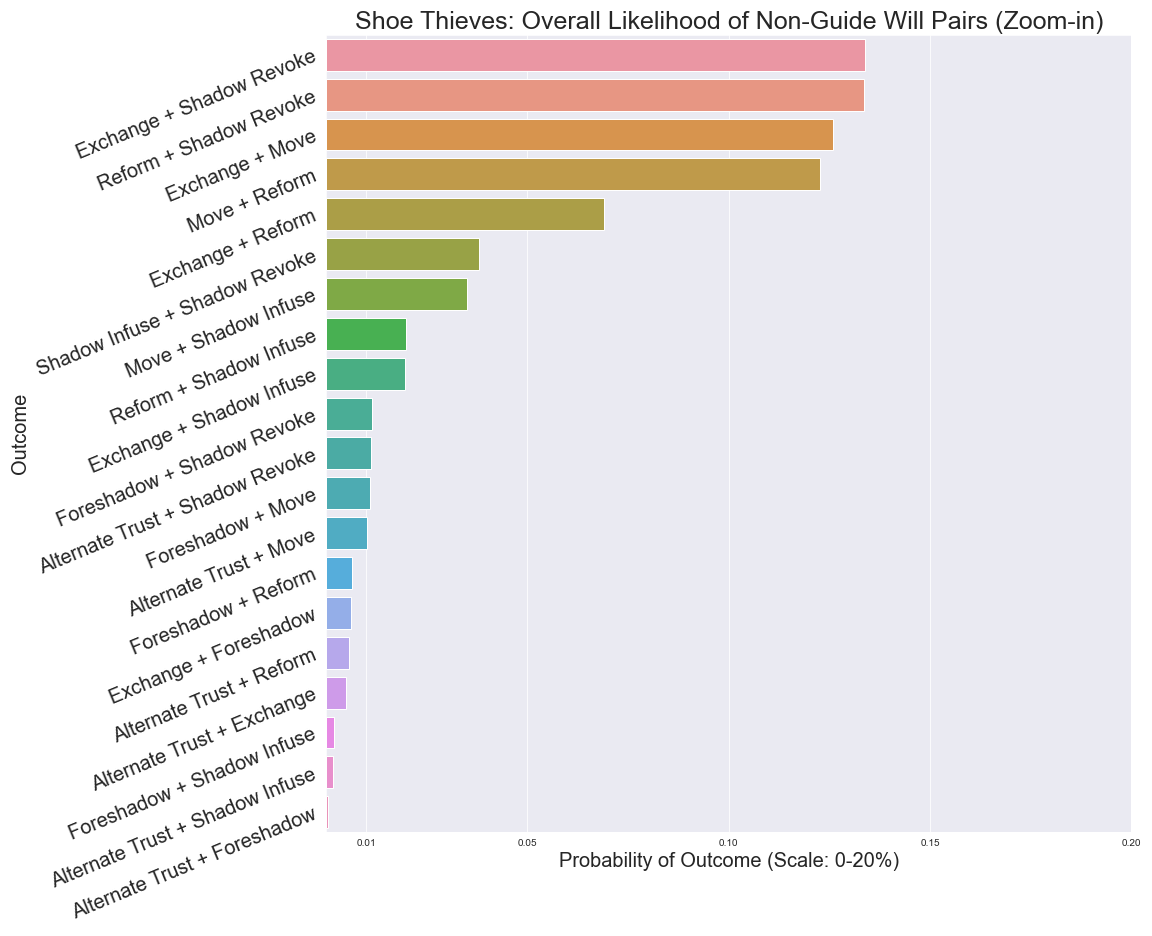 Shoe Thieves: Overall Likelihood of Non-Guide Will Pairs (Zoom-in)
Exchange + Shadow Revoke
Reform + Shadow Revoke
Exchange + Move
Move + Reform
Exchange + Reform
Shadow Infuse + Shadow Revoke
Move + Shadow Infuse
Reform + Shadow Infuse
Exchange + Shadow Infuse
Foreshadow + Shadow Revoke
Alternate Trust + Shadow Revoke
Foreshadow + Move
Alternate Trust + Move
Foreshadow + Reform
Exchange + Foreshadow
Alternate Trust + Reform
Alternate Trust + Exchange
Foreshadow + Shadow Infuse
Alternate Trust + Shadow Infuse
Alternate Trust + Foreshadow
Outcome
0.01 0.05 0.10 0.15 0.20
Probability of Outcome (Scale: 0-20%)